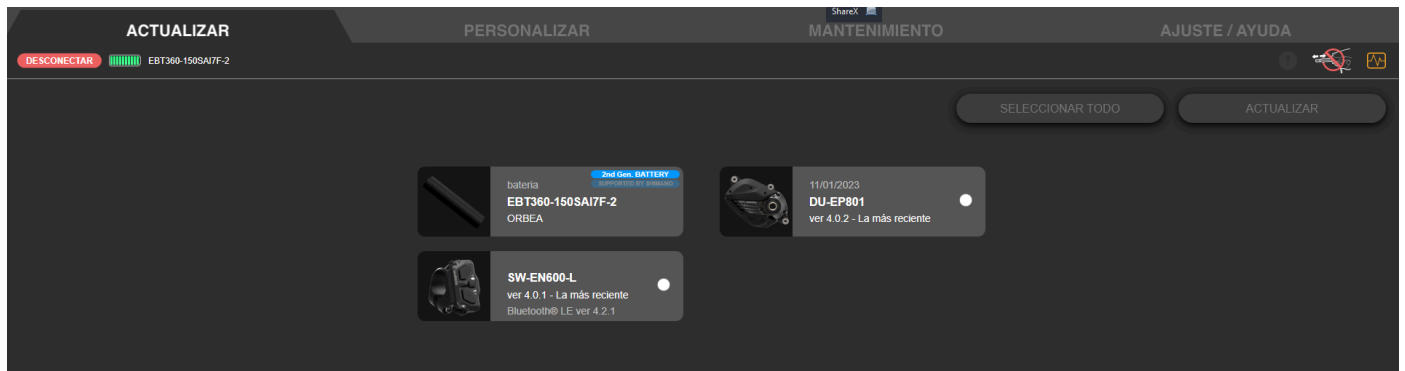 ShareX
ACTUALIZAR
PERSONALIZAR
MANTENIMIENTO
AJUSTE / AYUDA
DESCONECTAR
EBT360-150SAI7F-2
SELECCIONAR TODO
ACTUALIZAR
2nd Gen. BATTERY
SUPPORTED BY SHIMANO
bateria
EBT360-150SAI7F-2
ORBEA
11/01/2023
DU-EP801
ver 4.0.2 - La más reciente
SW-EN600-L
ver 4.0.1 - La más reciente
Bluetooth® LE ver 4.2.1